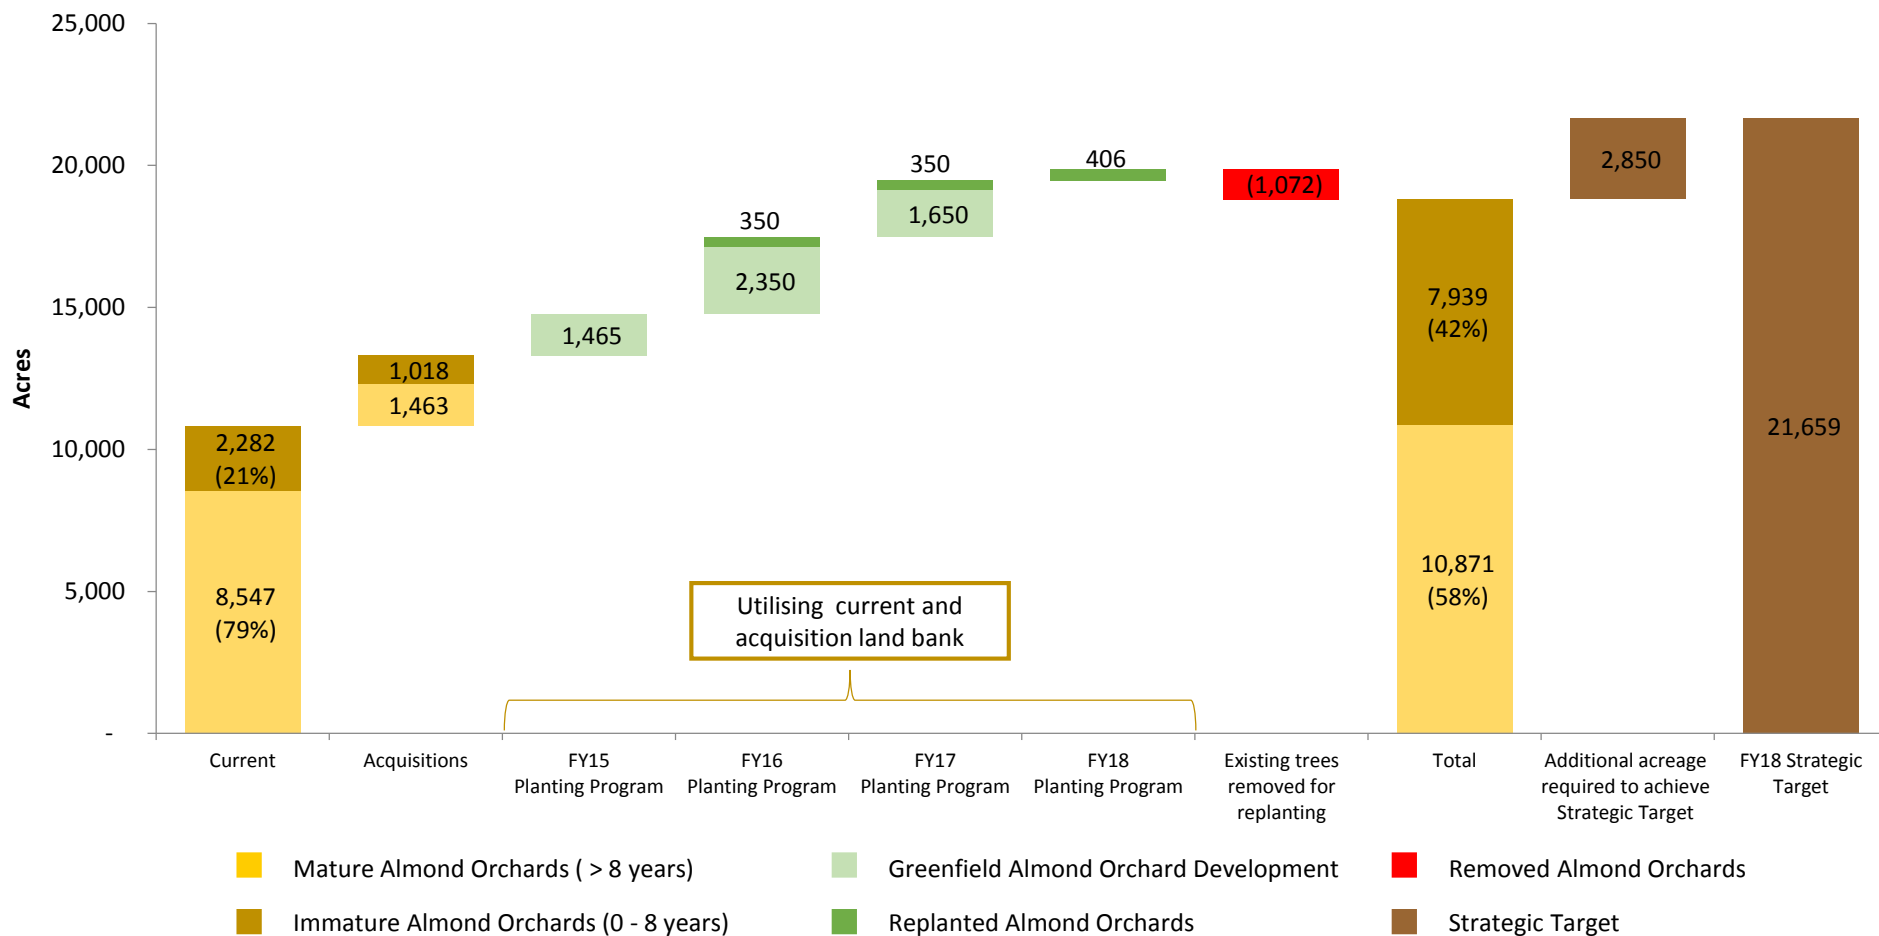 25,000
20,000
15,000
10,000
5,000
-
Acres
2,282
(21%)
8,547
(79%)
1,018
1,463
1,465
350
2,350
350
1,650
406
(1,072)
7,939
(42%)
10,871
(58%)
2,850
21,659
Utilising current and
acquisition land bank
Current
Acquisitions
FY15
Planting Program
FY16
Planting Program
FY17
Planting Program
FY18
Planting Program
Existing trees
removed for
replanting
Total
Additional acreage
required to achieve
Strategic Target
FY18 Strategic
Target
Mature Almond Orchards ( > 8 years)
Greenfield Almond Orchard Development
Removed Almond Orchards
Immature Almond Orchards (0 - 8 years)
Replanted Almond Orchards
Strategic Target